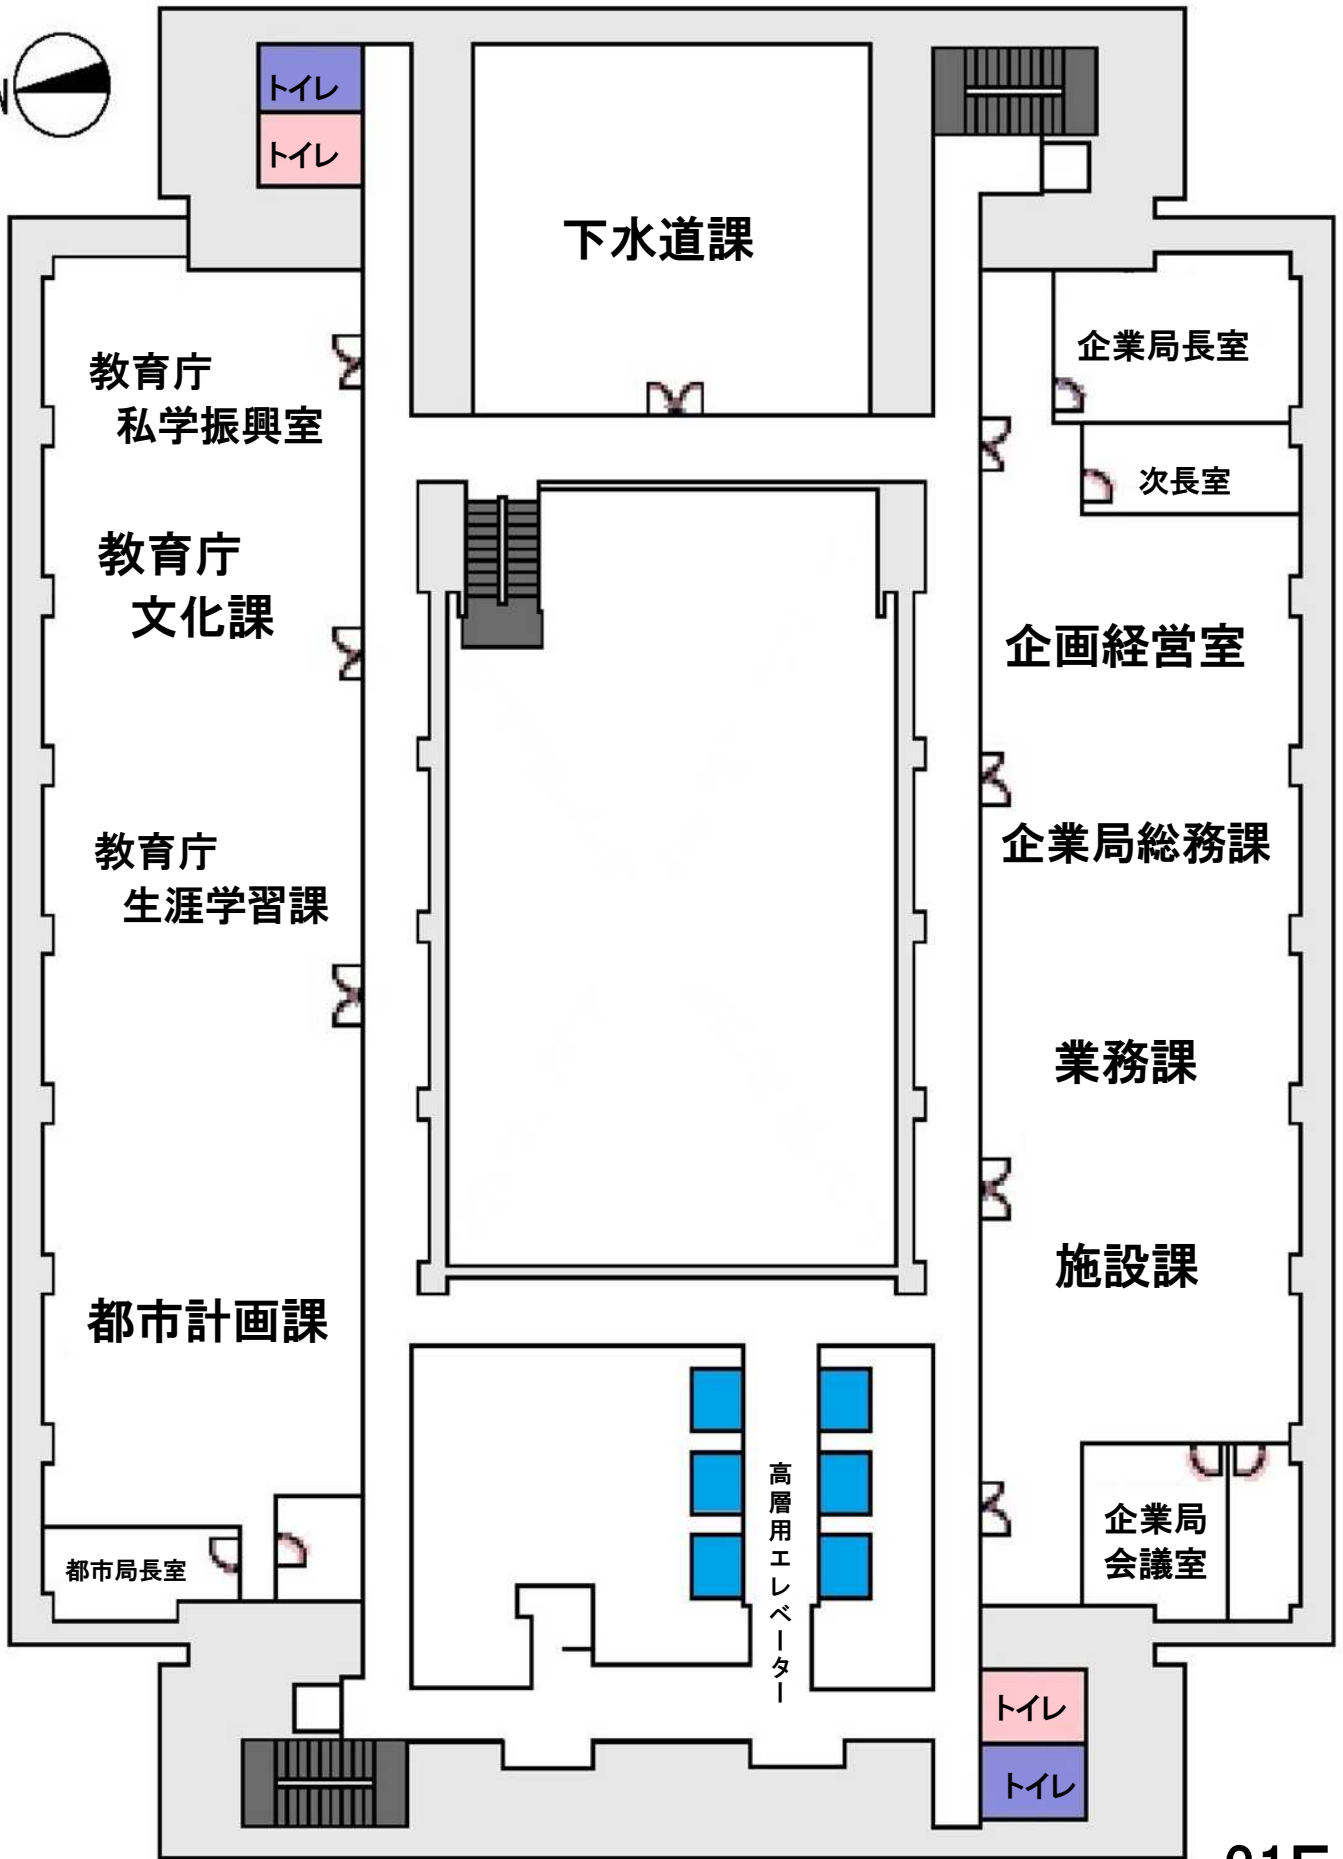 N
トイレ
トイレ
下水道課
教育庁
私学振興室
企業局長室
次長室
教育庁
文化課
企画経営室
教育庁
生涯学習課
企業局総務課
業務課
施設課
都市計画課
高層用エレベーター
都市局長室
企業局
会議室
トイレ
トイレ